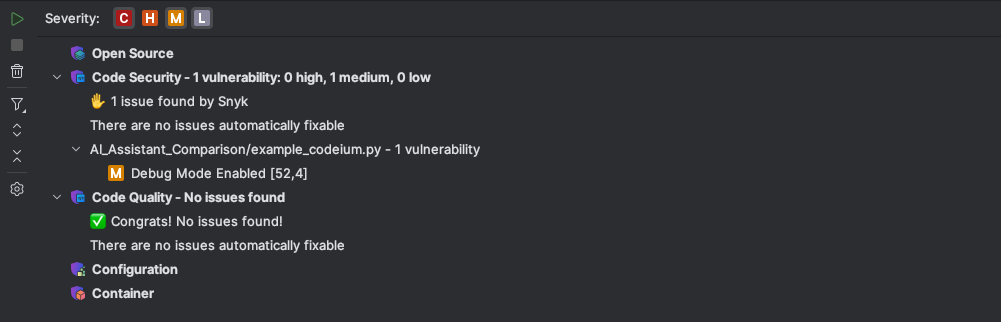 Severity: C H M L
Open Source
Code Security - 1 vulnerability: 0 high, 1 medium, 0 low
1 issue found by Snyk
There are no issues automatically fixable
AI_Assistant_Comparison/example_codeium.py - 1 vulnerability
M Debug Mode Enabled [52,4]
Code Quality - No issues found
Congrats! No issues found!
There are no issues automatically fixable
Configuration
Container